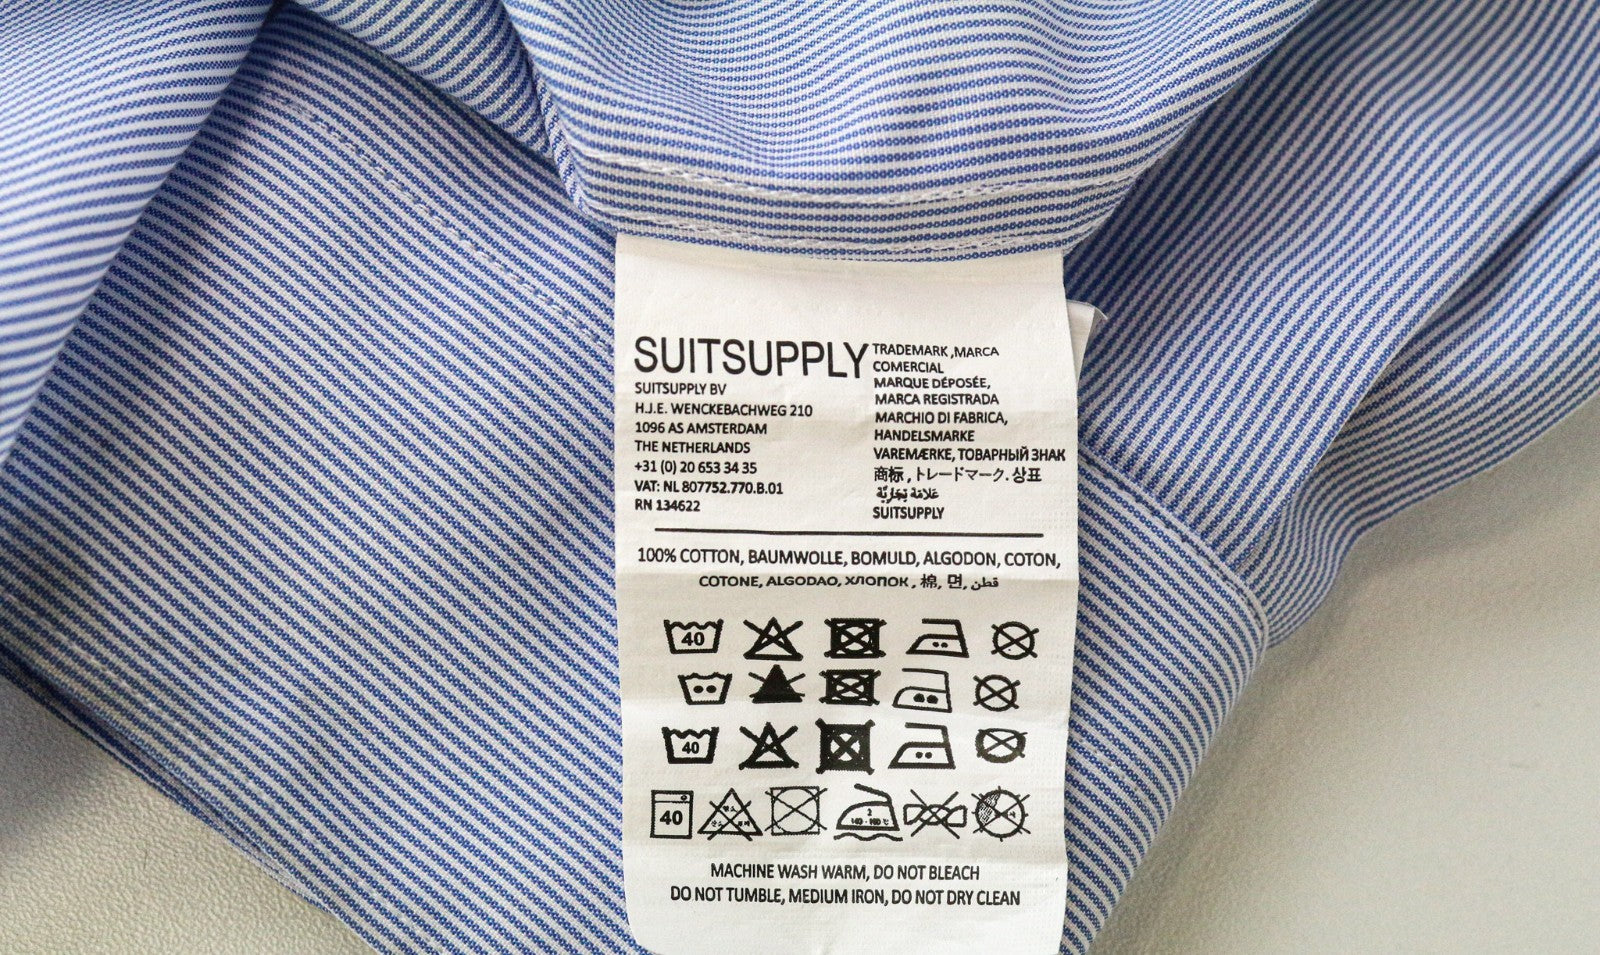 SUITSUPPLY
SUITSUPPLY BV
H.J.E. WENCKEBACHWEG 210
1096 AS AMSTERDAM
THE NETHERLANDS
+31 (0) 20 653 34 35
VAT: NL 807752.770.B.01
RN 134622
TRADEMARK ,MARCA
COMERCIAL
MARQUE DÉPOSÉE,
MARCA REGISTRADA
MARCHIO DI FABRICA,
HANDELSMARKE
VAREMÆRKE, ТОВАРНЫЙ ЗНАК
商标 , トレードマーク. 상표
علامة تجارية
SUITSUPPLY
100% COTTON, BAUMWOLLE, BOMULD, ALGODON, COTON,
COTONE, ALGODAO, ХЛОПОК , 棉, 면, قطن
40
40
40
MACHINE WASH WARM, DO NOT BLEACH
DO NOT TUMBLE, MEDIUM IRON, DO NOT DRY CLEAN